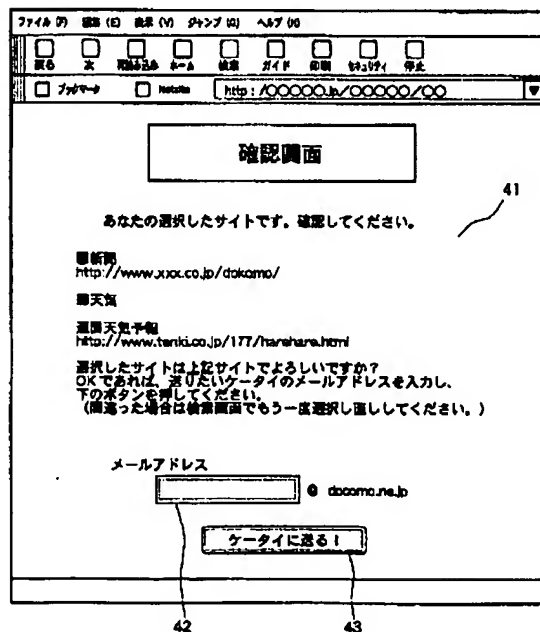 ファイル (F) 編集 (E) 表示 (V) ジャンプ (G) ヘルプ (H)
戻る 次 再読み込み ホーム 検索 ガイド 印刷 セキュリティ 停止
ブックマーク Netsite http : /〇〇〇〇〇.jp/〇〇〇〇〇/〇〇
確認画面
41
あなたの選択したサイトです。確認してください。
http://www.xxx.co.jp/dokomo/
天気
天気予報
http://www.tenki.co.jp/177/harehare.html
選択したサイトは上記サイトでよろしいですか?
OKであれば、送りたいケータイのメールアドレスを入力し、
下のボタンを押してください。
(間違った場合は検索画面でもう一度選択し直ししてください。)
メールアドレス
@ docomo.ne.jp
ケータイに送る!
42 43